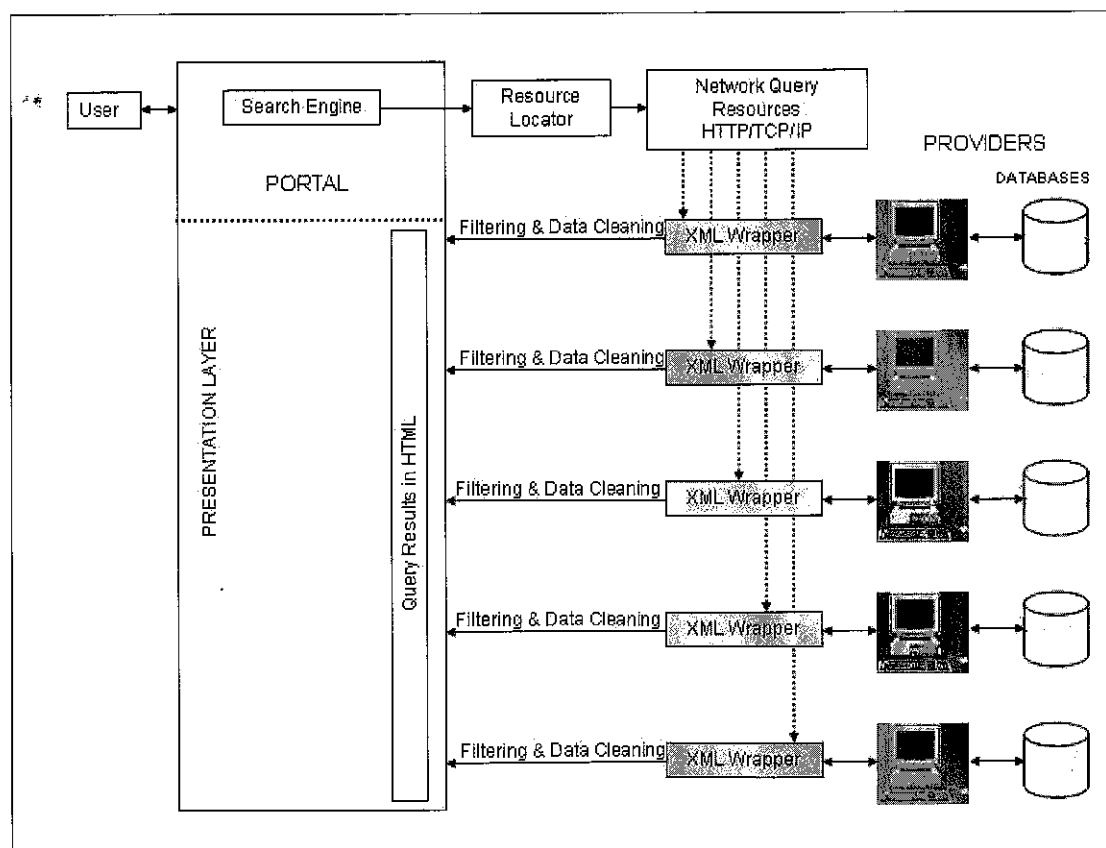 User
Search Engine
Resource
Locator
Network Query
Resources
HTTP/TCP/IP
PROVIDERS
DATABASES
PORTAL
Filtering & Data Cleaning
XML Wrapper
PRESENTATION LAYER
Query Results in HTML
Filtering & Data Cleaning
XML Wrapper
Filtering & Data Cleaning
XML Wrapper
Filtering & Data Cleaning
XML Wrapper
Filtering & Data Cleaning
XML Wrapper